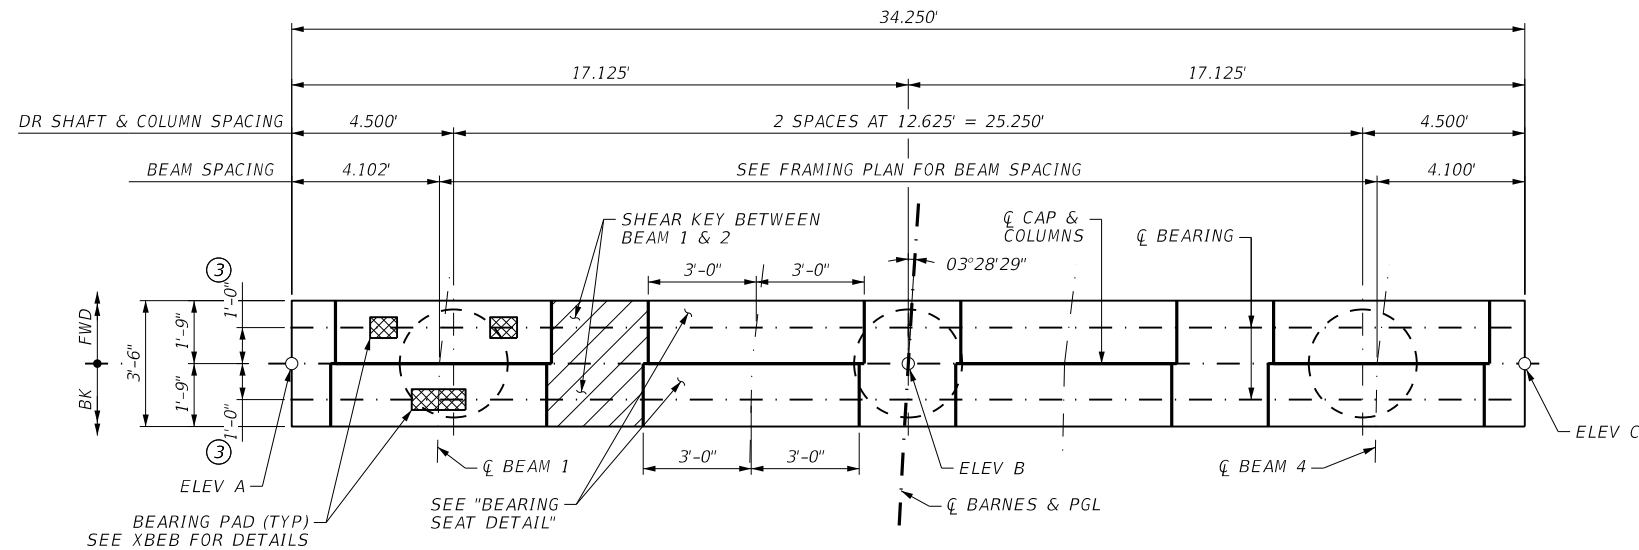 34.250'
17.125'
17.125'
DR SHAFT & COLUMN SPACING
4.500'
2 SPACES AT 12.625' = 25.250'
4.500'
BEAM SPACING
4.102'
SEE FRAMING PLAN FOR BEAM SPACING
4.100'
SHEAR KEY BETWEEN
BEAM 1 & 2
℄ CAP &
COLUMNS
℄ BEARING
03°28'29"
3'-0"
3'-0"
3
1'-0"
FWD
1'-9"
3'-6"
BK
1'-9"
1'-0"
3
3'-0"
3'-0"
℄ BEAM 1
ELEV A
ELEV B
℄ BEAM 4
ELEV C
SEE "BEARING
SEAT DETAIL"
℄ BARNES & PGL
BEARING PAD (TYP)
SEE XBEB FOR DETAILS